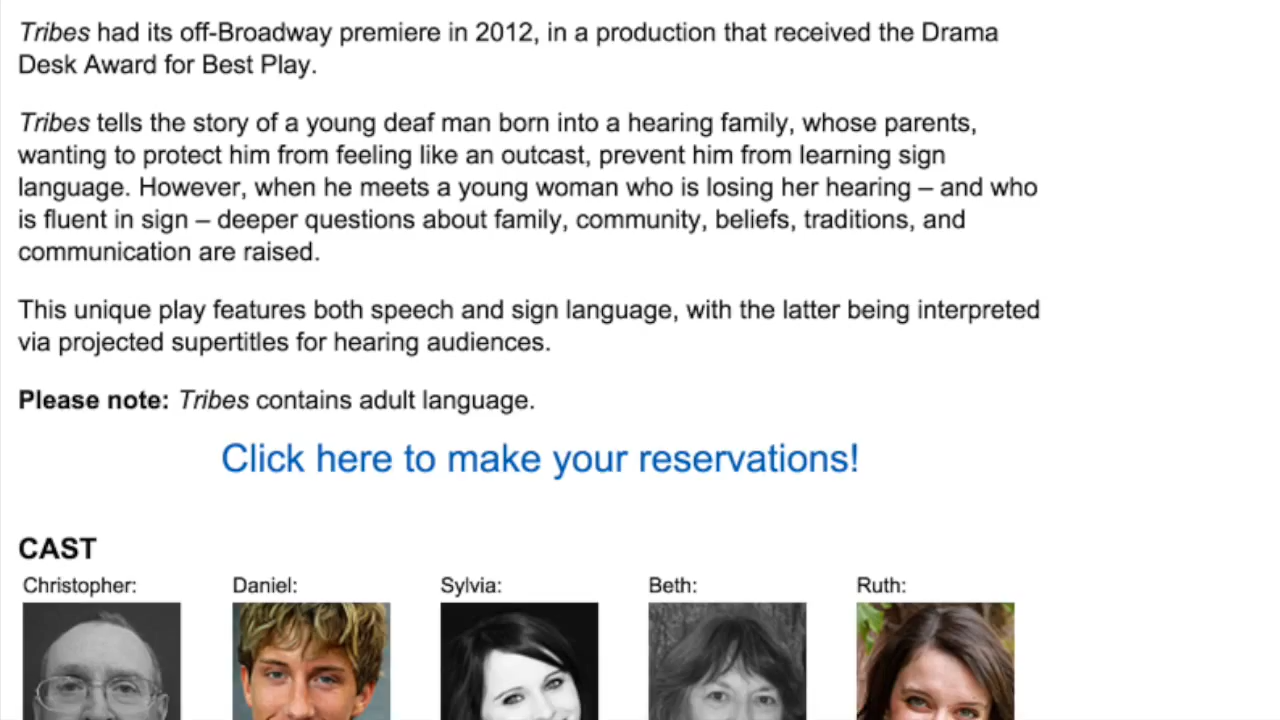 Tribes had its off-Broadway premiere in 2012, in a production that received the Drama
Desk Award for Best Play.
Tribes tells the story of a young deaf man born into a hearing family, whose parents,
wanting to protect him from feeling like an outcast, prevent him from learning sign
language. However, when he meets a young woman who is losing her hearing – and who
is fluent in sign – deeper questions about family, community, beliefs, traditions, and
communication are raised.
This unique play features both speech and sign language, with the latter being interpreted
via projected supertitles for hearing audiences.
Please note: Tribes contains adult language.
Click here to make your reservations!
CAST
Christopher: Daniel: Sylvia: Beth: Ruth: